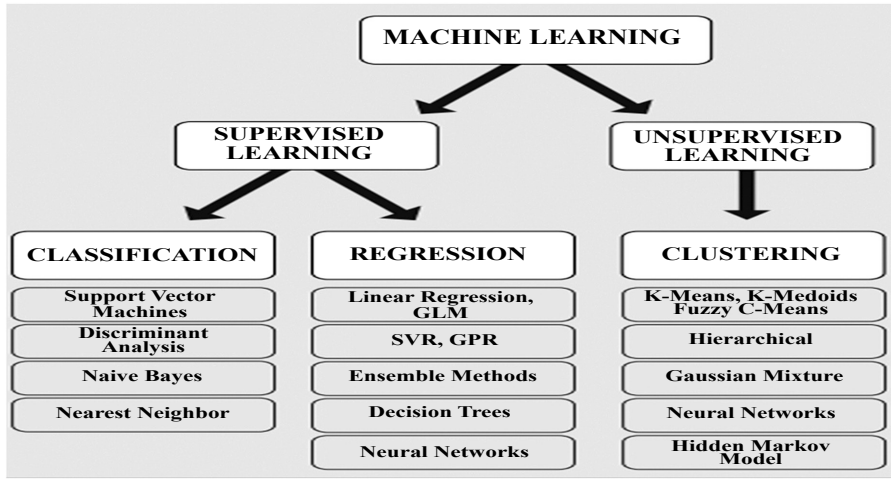 MACHINE LEARNING
SUPERVISED
LEARNING
UNSUPERVISED
LEARNING
CLASSIFICATION
Support Vector
Machines
Discriminant
Analysis
Naive Bayes
Nearest Neighbor
REGRESSION
Linear Regression,
GLM
SVR, GPR
Ensemble Methods
Decision Trees
Neural Networks
CLUSTERING
K-Means, K-Medoids
Fuzzy C-Means
Hierarchical
Gaussian Mixture
Neural Networks
Hidden Markov
Model